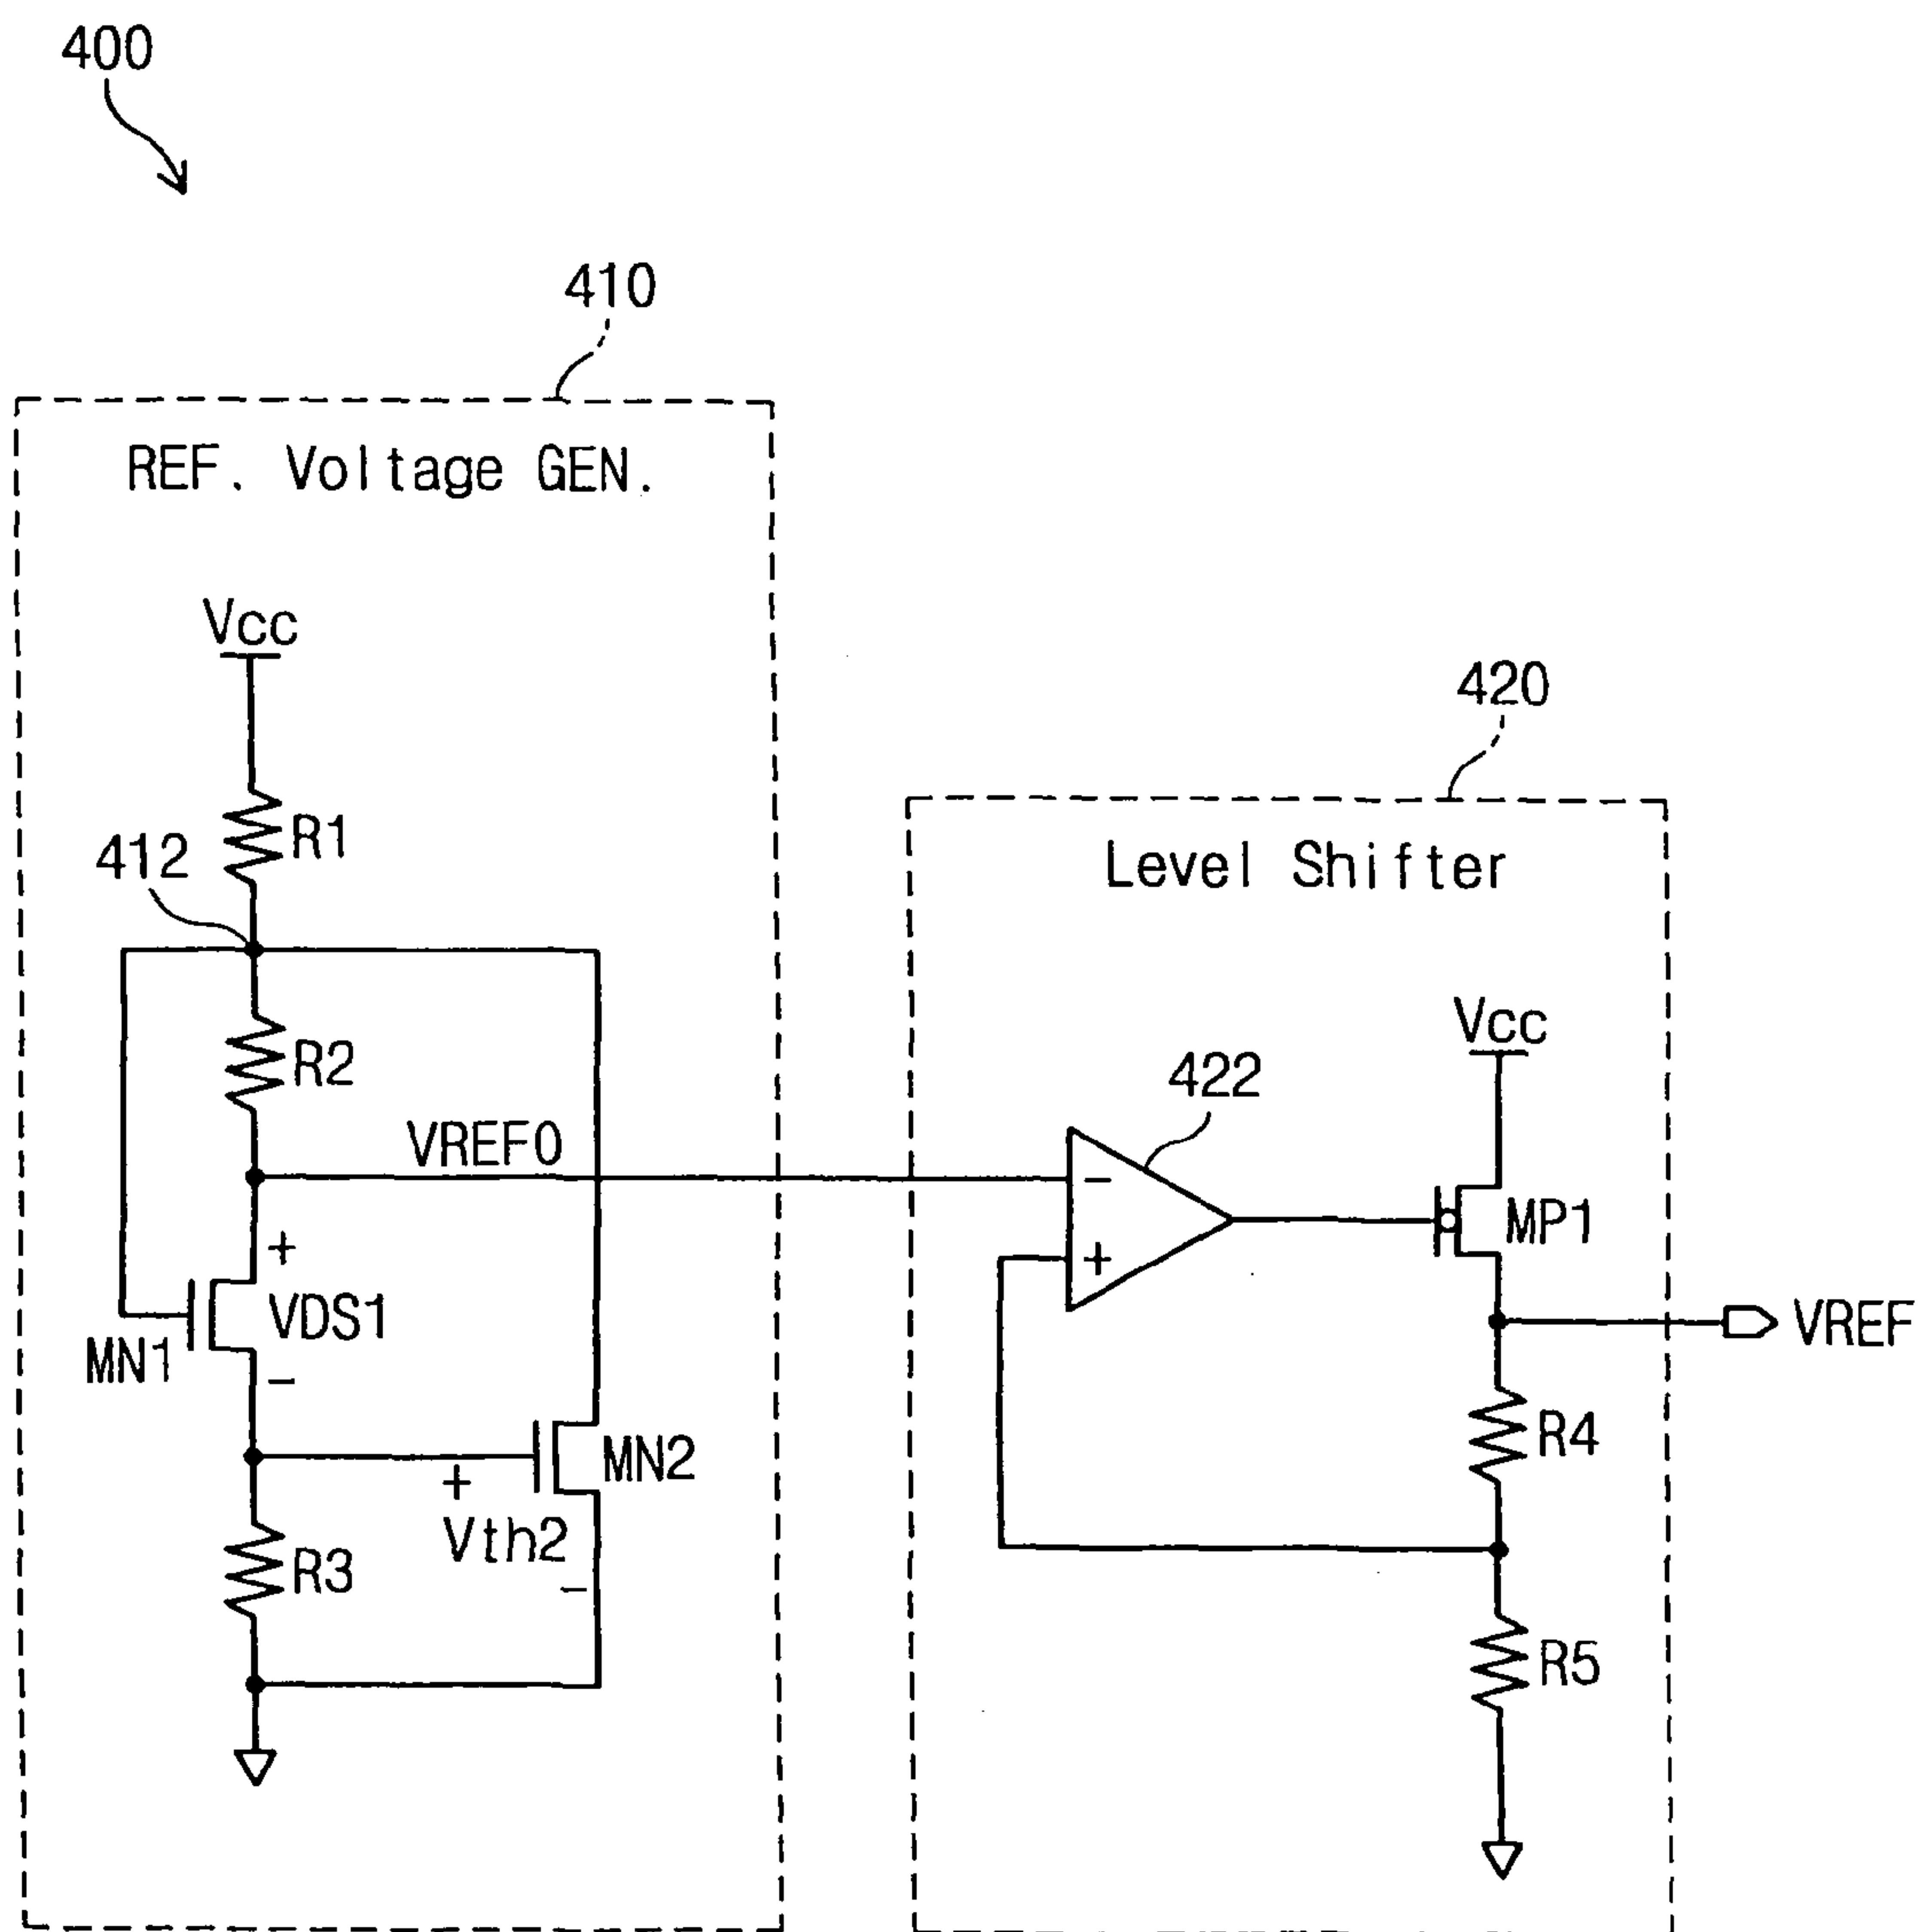 400
410
REF. Voltage GEN.
Vcc
R1
412
R2
VREF0
+
VDS1
MN1
−
MN2
+
Vth2
−
R3
420
Level Shifter
Vcc
422
−
+
MP1
VREF
R4
R5